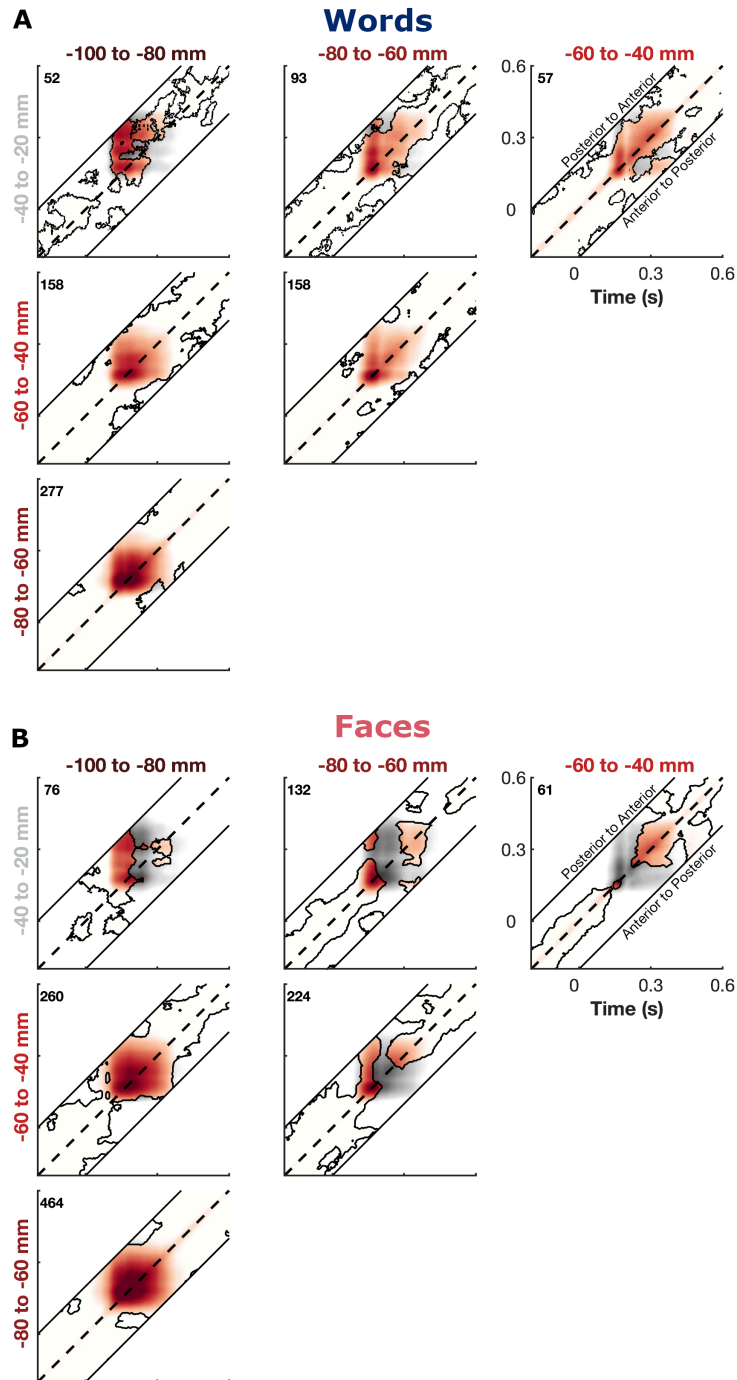 A
Words
-100 to -80 mm
-80 to -60 mm
-60 to -40 mm
-40 to -20 mm
52
93
57
0.6
0.3
0
Posterior to Anterior
Anterior to Posterior
0
0.3
0.6
Time (s)
-60 to -40 mm
158
158
-80 to -60 mm
277
B
Faces
-100 to -80 mm
-80 to -60 mm
-60 to -40 mm
-40 to -20 mm
76
132
61
0.6
0.3
0
Posterior to Anterior
Anterior to Posterior
0
0.3
0.6
Time (s)
-60 to -40 mm
260
224
-80 to -60 mm
464